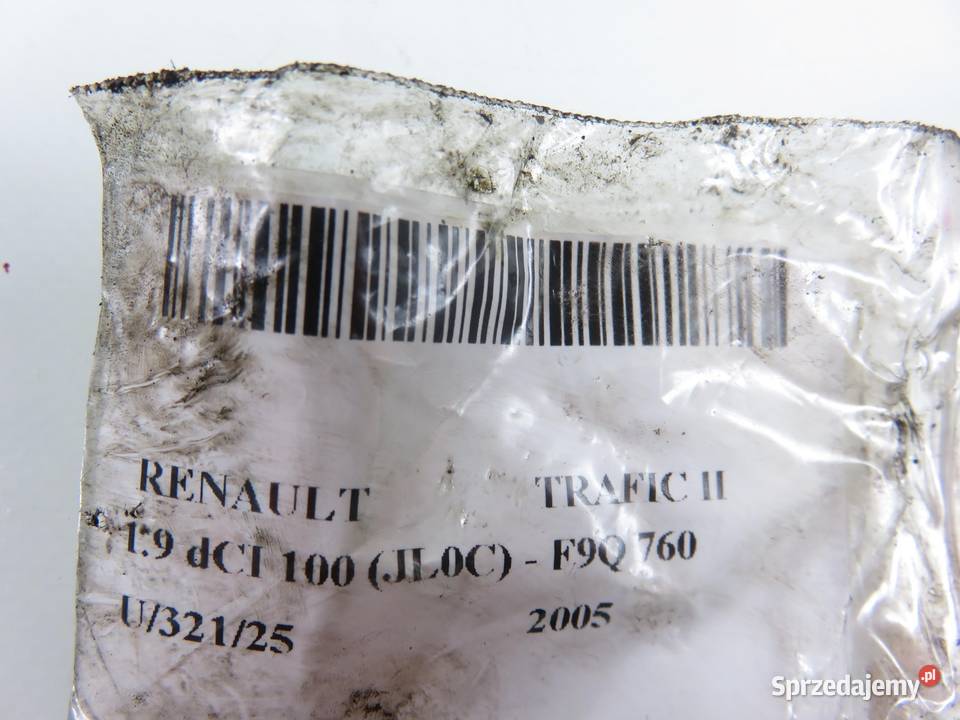 RENAULT TRAFIC II
1.9 dCI 100 (JL0C) - F9Q 760
U/321/25 2005
Sprzedajemy.pl